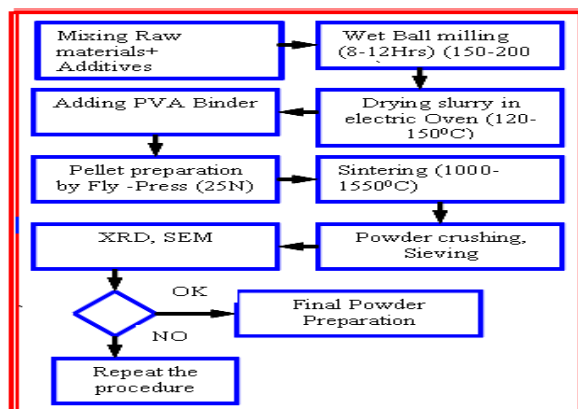 Mixing Raw
materials+
Additives
Wet Ball milling
(8-12Hrs) (150-200
Adding PVA Binder
Drying slurry in
electric Oven (120-
150⁰C)
Pellet preparation
by Fly -Press (25N)
Sintering (1000-
1550⁰C)
XRD, SEM
Powder crushing,
Sieving
OK
Final Powder
Preparation
NO
Repeat the
procedure